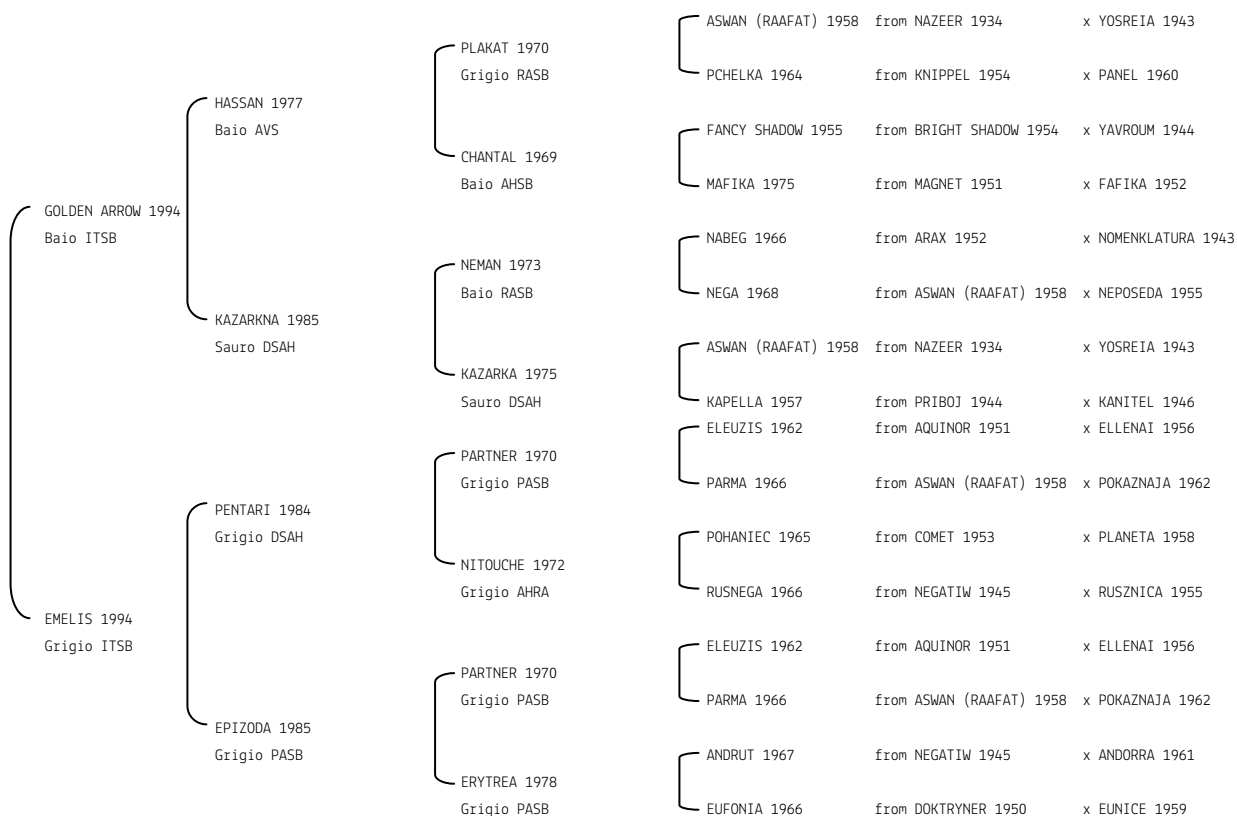 ASWAN (RAAFAT) 1958 from NAZEER 1934 x YOSREIA 1943
PLAKAT 1970
Grigio RASB
PCHELKA 1964 from KNIPPEL 1954 x PANEL 1960
HASSAN 1977
Baio AVS
FANCY SHADOW 1955 from BRIGHT SHADOW 1954 x YAVROUM 1944
CHANTAL 1969
Baio AHSB
MAFIKA 1975 from MAGNET 1951 x FAFIKA 1952
GOLDEN ARROW 1994
Baio ITSB
NABEG 1966 from ARAX 1952 x NOMENKLATURA 1943
NEMAN 1973
Baio RASB
NEGA 1968 from ASWAN (RAAFAT) 1958 x NEPOSEDA 1955
KAZARKNA 1985
Sauro DSAH
ASWAN (RAAFAT) 1958 from NAZEER 1934 x YOSREIA 1943
KAZARKA 1975
Sauro DSAH
KAPELLA 1957 from PRIBOJ 1944 x KANITEL 1946
ELEUZIS 1962 from AQUINOR 1951 x ELLENAI 1956
PARTNER 1970
Grigio PASB
PARMA 1966 from ASWAN (RAAFAT) 1958 x POKAZNAJA 1962
PENTARI 1984
Grigio DSAH
POHANIEC 1965 from COMET 1953 x PLANETA 1958
NITOUCHE 1972
Grigio AHRA
RUSNEGA 1966 from NEGATIW 1945 x RUSZNICA 1955
EMELIS 1994
Grigio ITSB
ELEUZIS 1962 from AQUINOR 1951 x ELLENAI 1956
PARTNER 1970
Grigio PASB
PARMA 1966 from ASWAN (RAAFAT) 1958 x POKAZNAJA 1962
EPIZODA 1985
Grigio PASB
ANDRUT 1967 from NEGATIW 1945 x ANDORRA 1961
ERYTREA 1978
Grigio PASB
EUFONIA 1966 from DOKTRYNER 1950 x EUNICE 1959